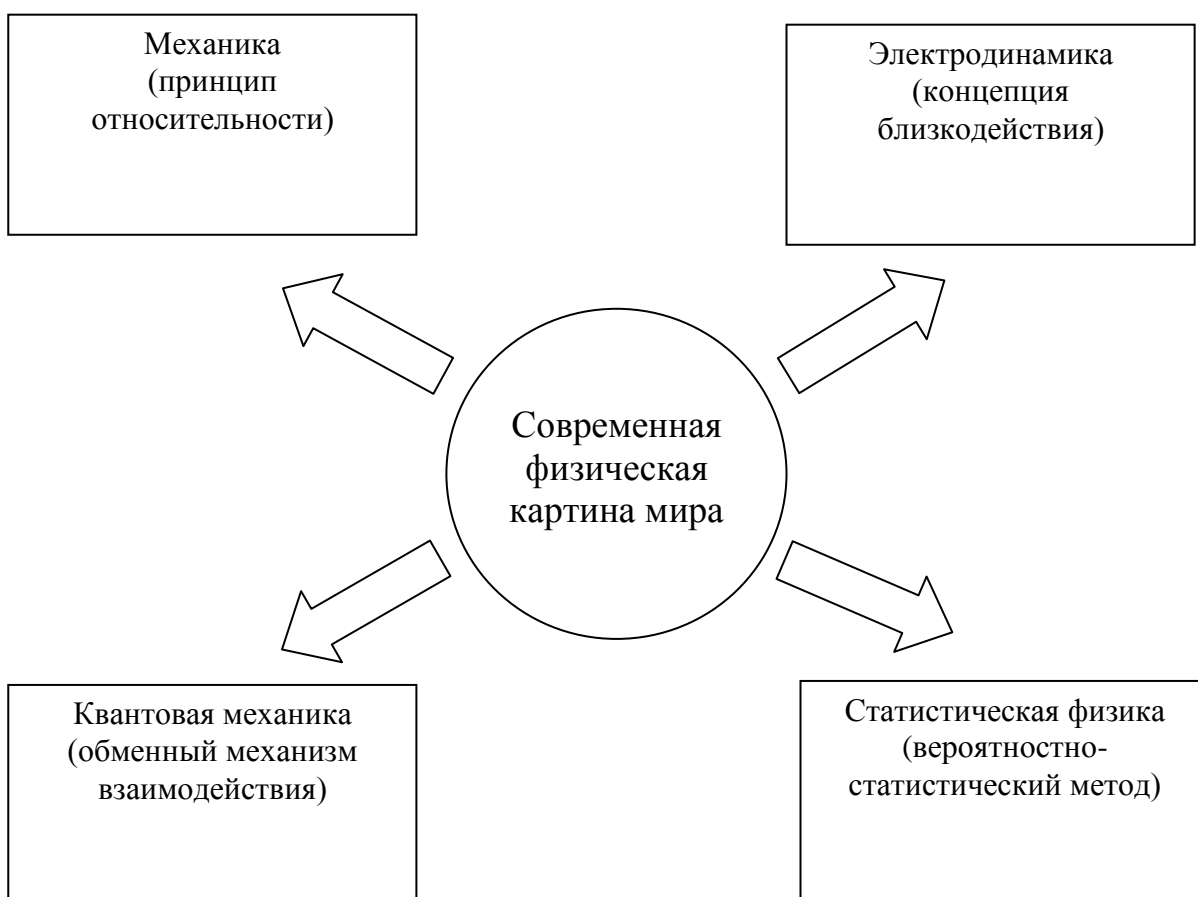 Механика
(принцип
относительности)
Электродинамика
(концепция
близкодействия)
Современная
физическая
картина мира
Квантовая механика
(обменный механизм
взаимодействия)
Статистическая физика
(вероятностно-
статистический метод)